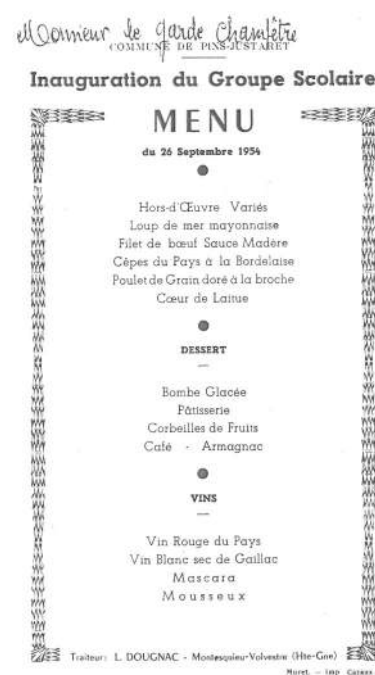 Monsieur le garde Champêtre
COMMUNE DE PINS-JUSTARET
Inauguration du Groupe Scolaire
MENU
du 26 Septembre 1954
Hors-d'Œuvre Variés
Loup de mer mayonnaise
Filet de bœuf Sauce Madère
Cêpes du Pays à la Bordelaise
Poulet de Grain doré à la broche
Cœur de Laitue
DESSERT
Bombe Glacée
Pâtisserie
Corbeilles de Fruits
Café - Armagnac
VINS
Vin Rouge du Pays
Vin Blanc sec de Gaillac
Mascara
Mousseux
Traiteur: L. DOUGNAC - Montesquieu-Volvestre (Hte-Gne)
Muret. - Imp